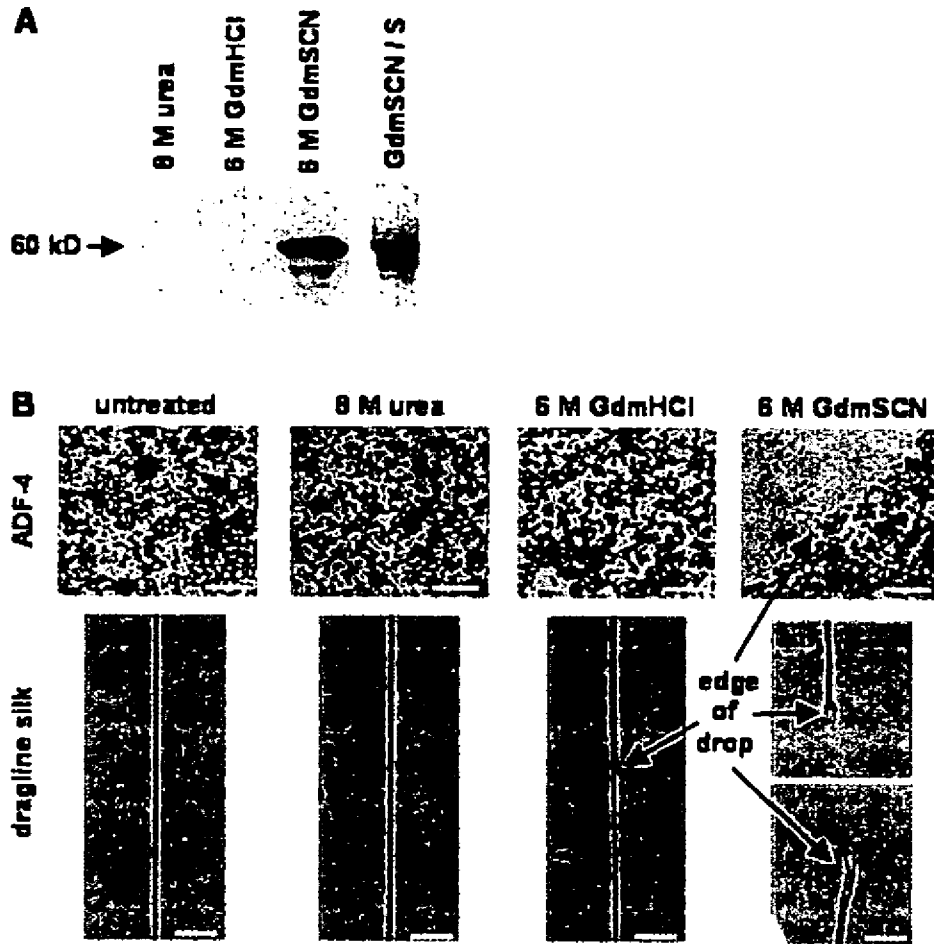 A
8 M urea
6 M GdmHCl
6 M GdmSCN
GdmSCN / S
60 kD
B
untreated
8 M urea
6 M GdmHCl
6 M GdmSCN
ADF-4
dragline silk
edge
of
drop